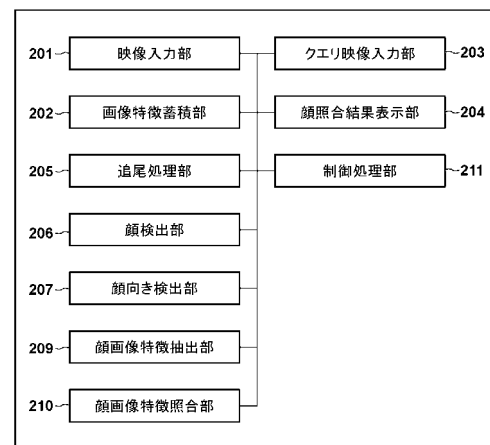 201 映像入力部
クエリ映像入力部 203
202 画像特徴蓄積部
顔照合結果表示部 204
205 追尾処理部
制御処理部 211
206 顔検出部
207 顔向き検出部
209 顔画像特徴抽出部
210 顔画像特徴照合部